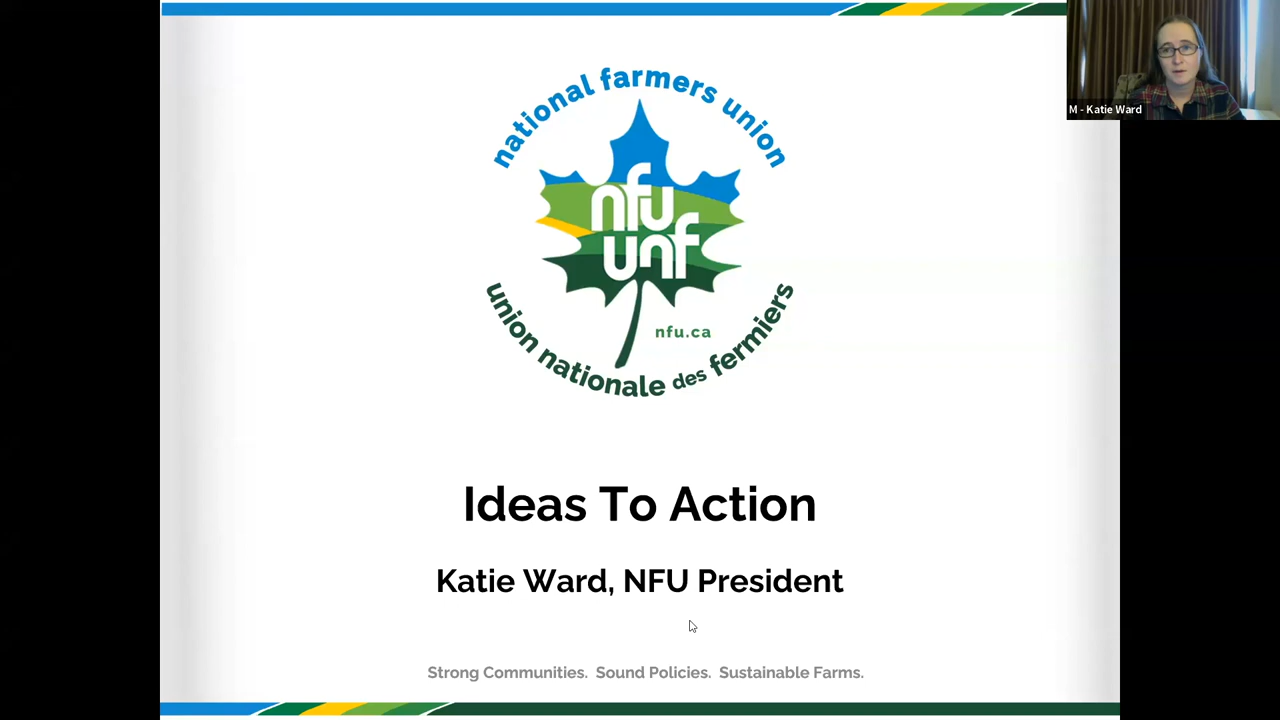 national farmers union
nfu
unf
nfu.ca
union nationale des fermiers
M - Katie Ward
Ideas To Action
Katie Ward, NFU President
Strong Communities. Sound Policies. Sustainable Farms.